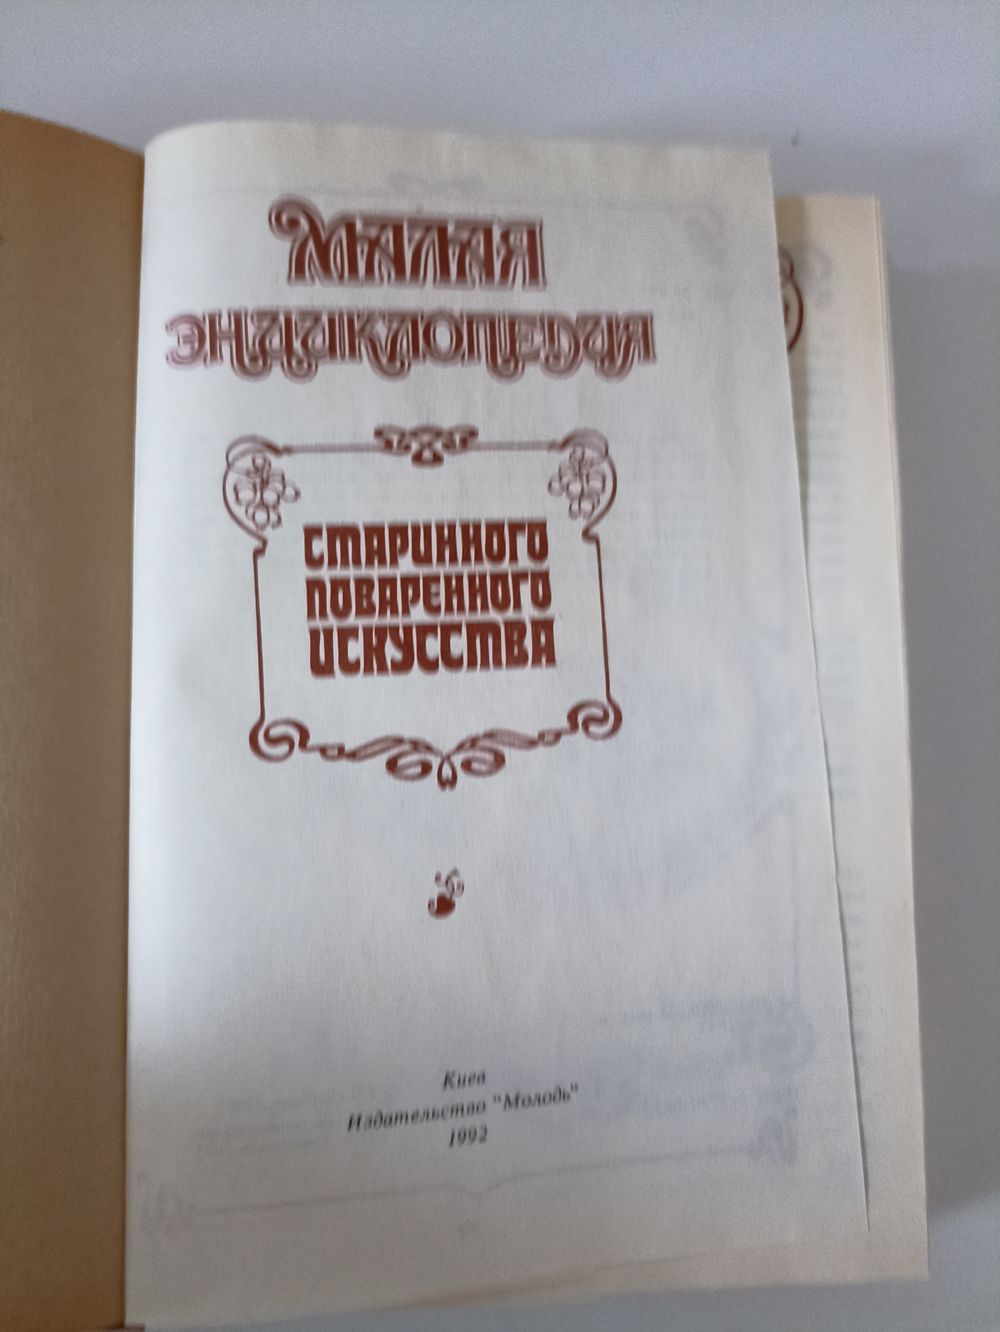 МАЛАЯ
ЭНЦИКЛОПЕДИЯ
СТАРИННОГО
ПОВАРЕННОГО
ИСКУССТВА
Киев
Издательство "Молодь"
1992